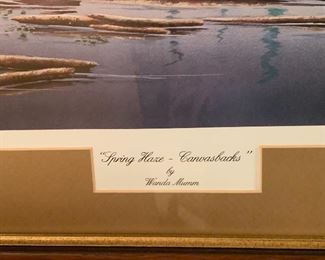 "Spring Haze - Canvasbacks"
by
Wanda Mumm